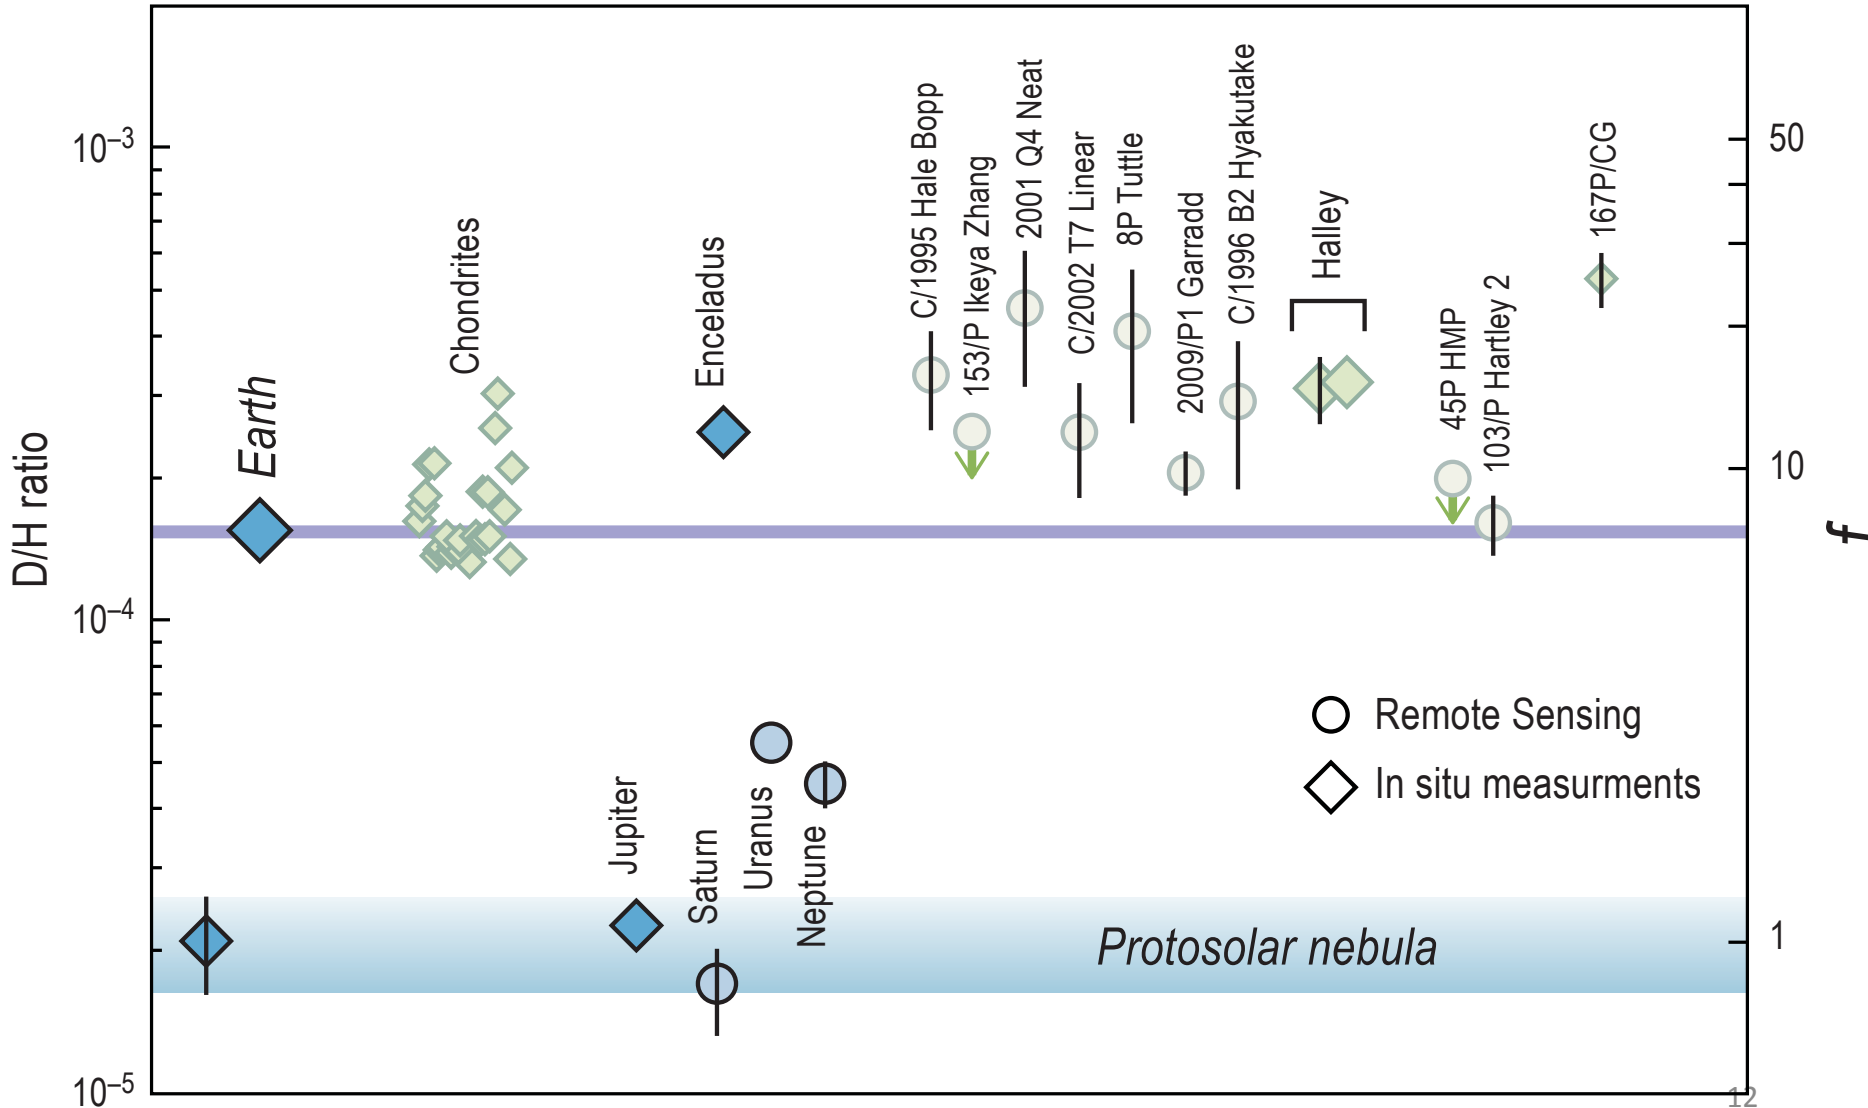 D/H ratio
10–3
10–4
10–5
Earth
Chondrites
Enceladus
C/1995 Hale Bopp
153/P Ikeya Zhang
2001 Q4 Neat
C/2002 T7 Linear
8P Tuttle
2009/P1 Garradd
C/1996 B2 Hyakutake
Halley
45P HMP
103/P Hartley 2
167P/CG
50
10
1
f
Jupiter
Saturn
Uranus
Neptune
Remote Sensing
In situ measurments
Protosolar nebula
12